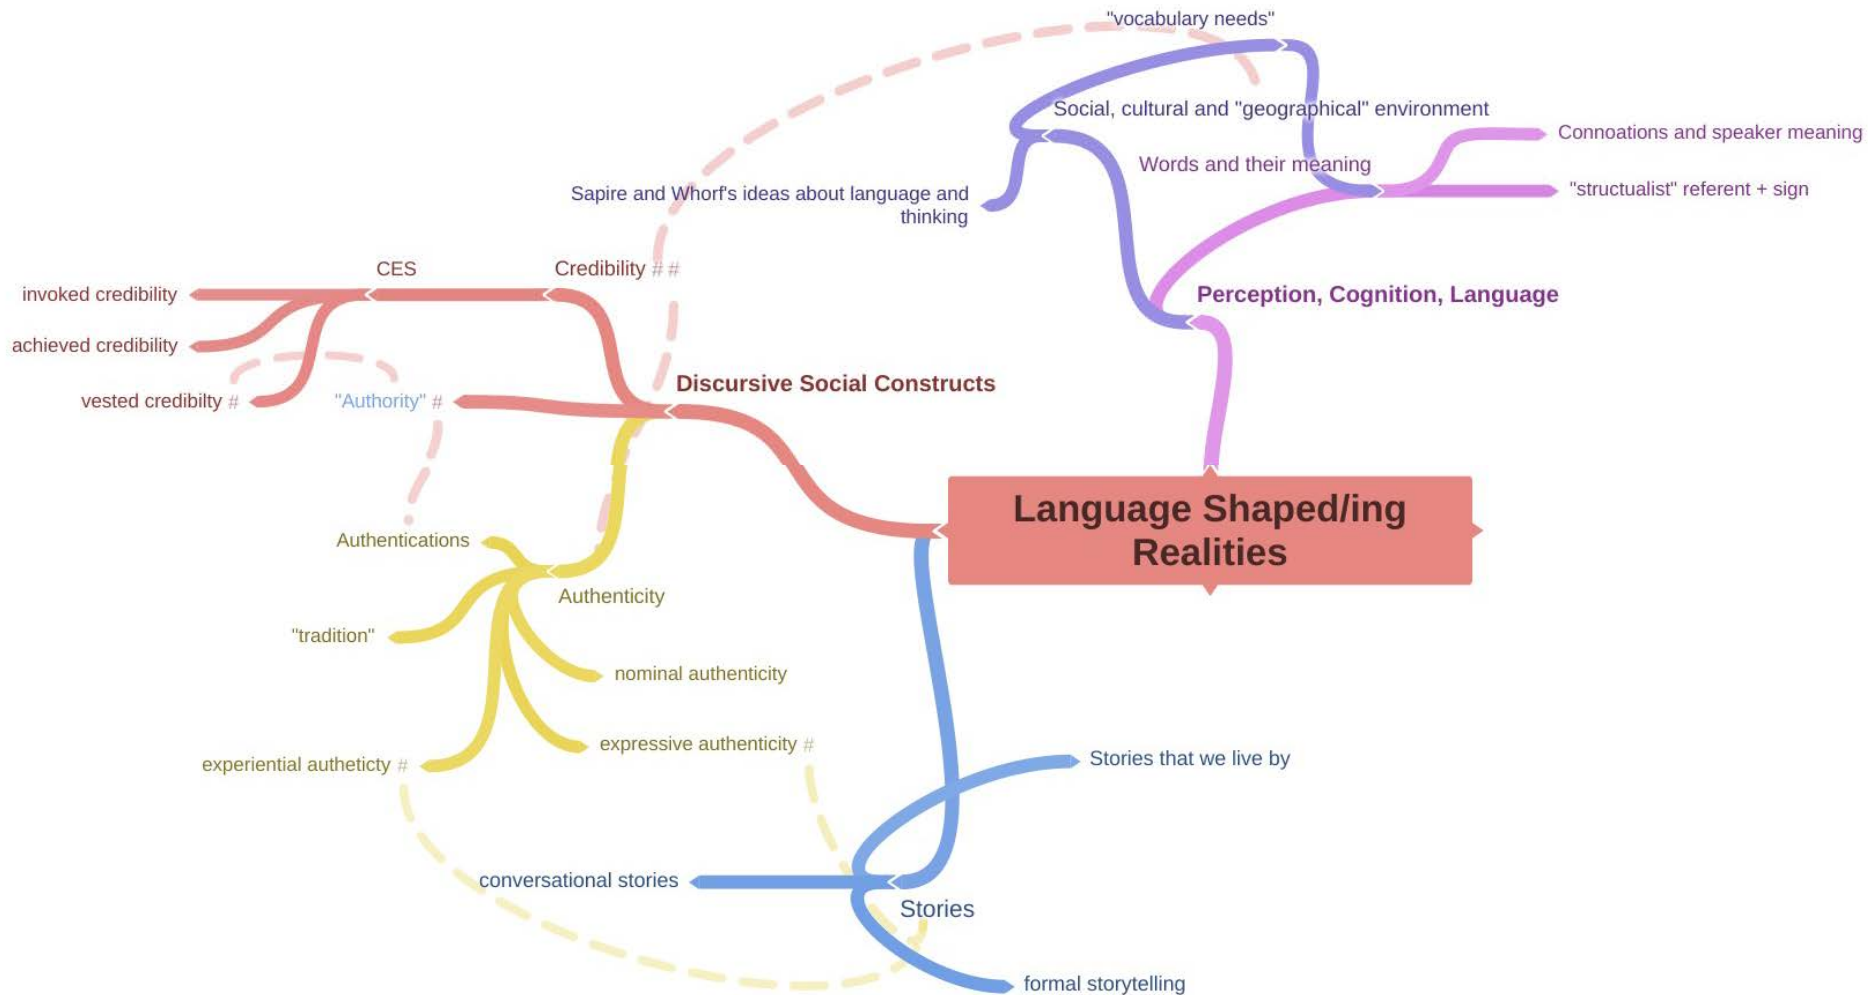 "vocabulary needs"
Social, cultural and "geographical" environment
Connoations and speaker meaning
Words and their meaning
"structualist" referent + sign
Sapire and Whorf's ideas about language and
thinking
CES
Credibility # #
invoked credibility
Perception, Cognition, Language
achieved credibility
Discursive Social Constructs
vested credibilty #
"Authority" #
Language Shaped/ing
Realities
Authentications
Authenticity
"tradition"
nominal authenticity
expressive authenticity #
experiential autheticty #
Stories that we live by
conversational stories
Stories
formal storytelling